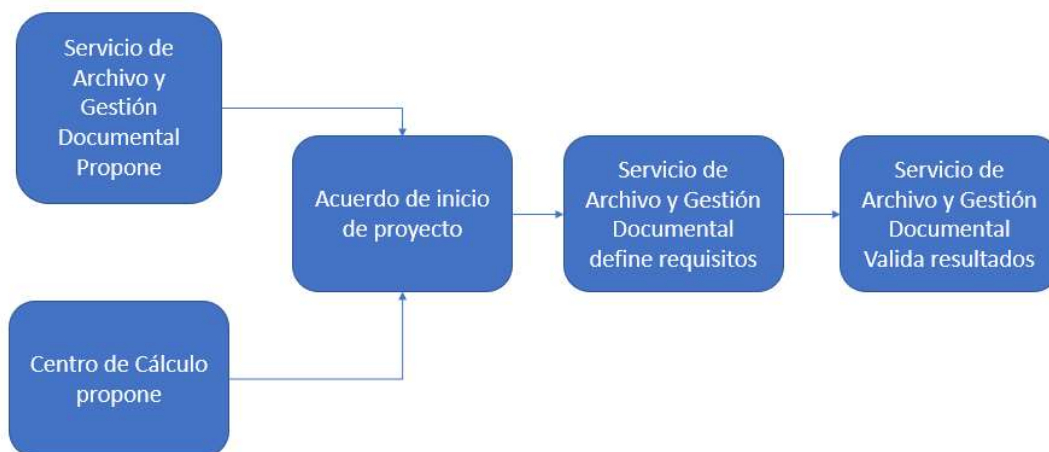 Servicio de
Archivo y
Gestión
Documental
Propone
Acuerdo de inicio
de proyecto
Servicio de
Archivo y Gestión
Documental
define requisitos
Servicio de
Archivo y Gestión
Documental
Valida resultados
Centro de Cálculo
propone